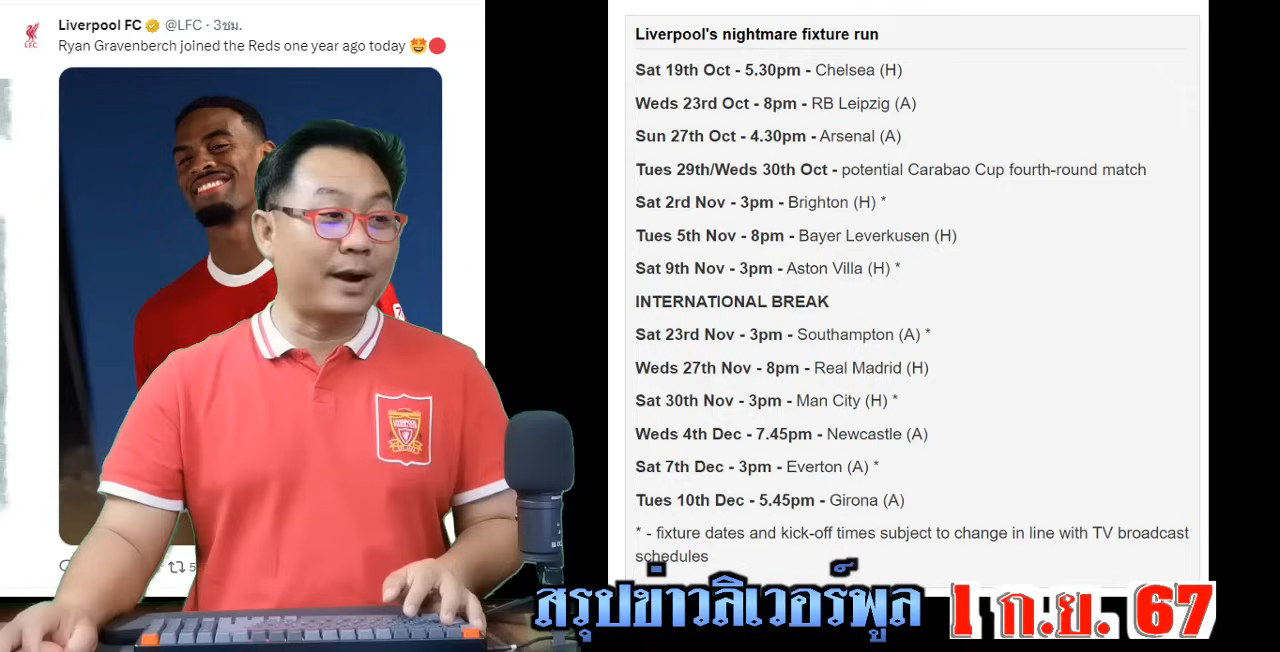 Liverpool FC @LFC · 3ชม.
Ryan Gravenberch joined the Reds one year ago today 🤩🔴
Liverpool's nightmare fixture run
Sat 19th Oct - 5.30pm - Chelsea (H)
Weds 23rd Oct - 8pm - RB Leipzig (A)
Sun 27th Oct - 4.30pm - Arsenal (A)
Tues 29th/Weds 30th Oct - potential Carabao Cup fourth-round match
Sat 2rd Nov - 3pm - Brighton (H) *
Tues 5th Nov - 8pm - Bayer Leverkusen (H)
Sat 9th Nov - 3pm - Aston Villa (H) *
INTERNATIONAL BREAK
Sat 23rd Nov - 3pm - Southampton (A) *
Weds 27th Nov - 8pm - Real Madrid (H)
Sat 30th Nov - 3pm - Man City (H) *
Weds 4th Dec - 7.45pm - Newcastle (A)
Sat 7th Dec - 3pm - Everton (A) *
Tues 10th Dec - 5.45pm - Girona (A)
* - fixture dates and kick-off times subject to change in line with TV broadcast
schedules
สรุปข่าวลิเวอร์พูล 1 ก.ย. 67